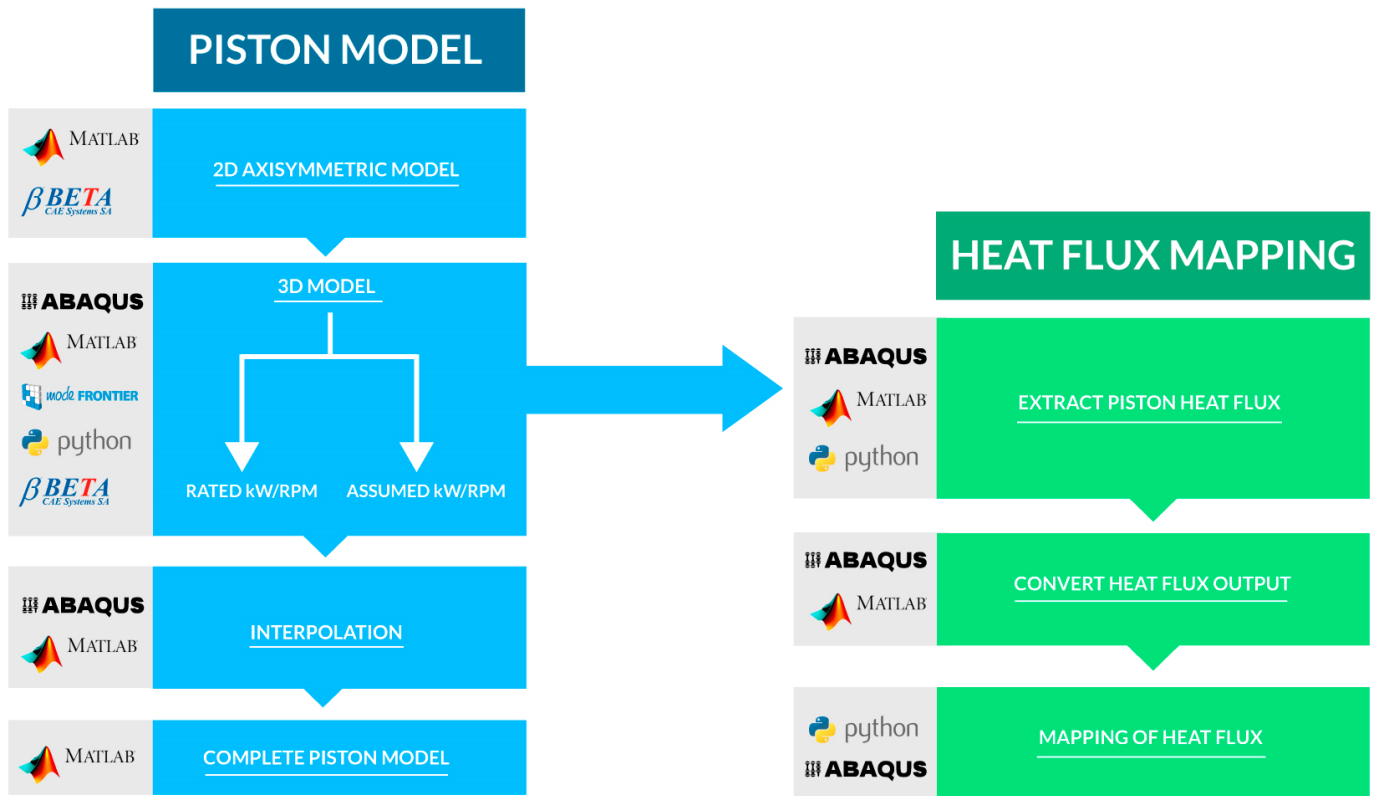 PISTON MODEL
MATLAB
β BETA
CAE Systems SA
2D AXISYMMETRIC MODEL
ABAQUS
MATLAB
mode FRONTIER
python
β BETA
CAE Systems SA
3D MODEL
RATED kW/RPM
ASSUMED kW/RPM
ABAQUS
MATLAB
INTERPOLATION
MATLAB
COMPLETE PISTON MODEL
HEAT FLUX MAPPING
ABAQUS
MATLAB
python
EXTRACT PISTON HEAT FLUX
ABAQUS
MATLAB
CONVERT HEAT FLUX OUTPUT
python
ABAQUS
MAPPING OF HEAT FLUX